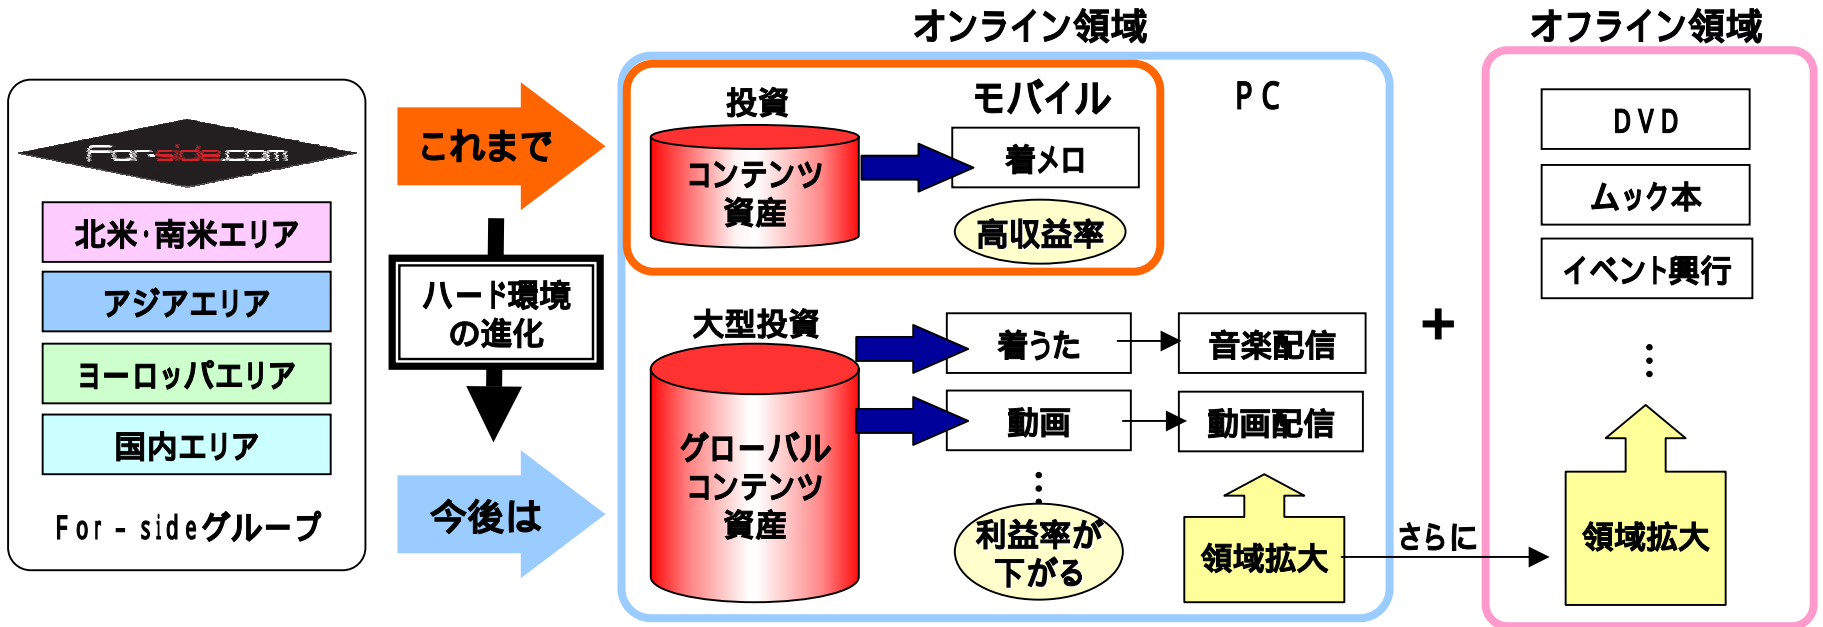 オンライン領域
オフライン領域
For-side.com
北米･南米エリア
アジアエリア
ヨーロッパエリア
国内エリア
For－sideグループ
これまで
ハード環境
の進化
今後は
投資
コンテンツ
資産
モバイル
着メロ
高収益率
PC
大型投資
グローバル
コンテンツ
資産
着うた
音楽配信
動画
動画配信
⋮
利益率が
下がる
領域拡大
さらに
+
DVD
ムック本
イベント興行
⋮
領域拡大